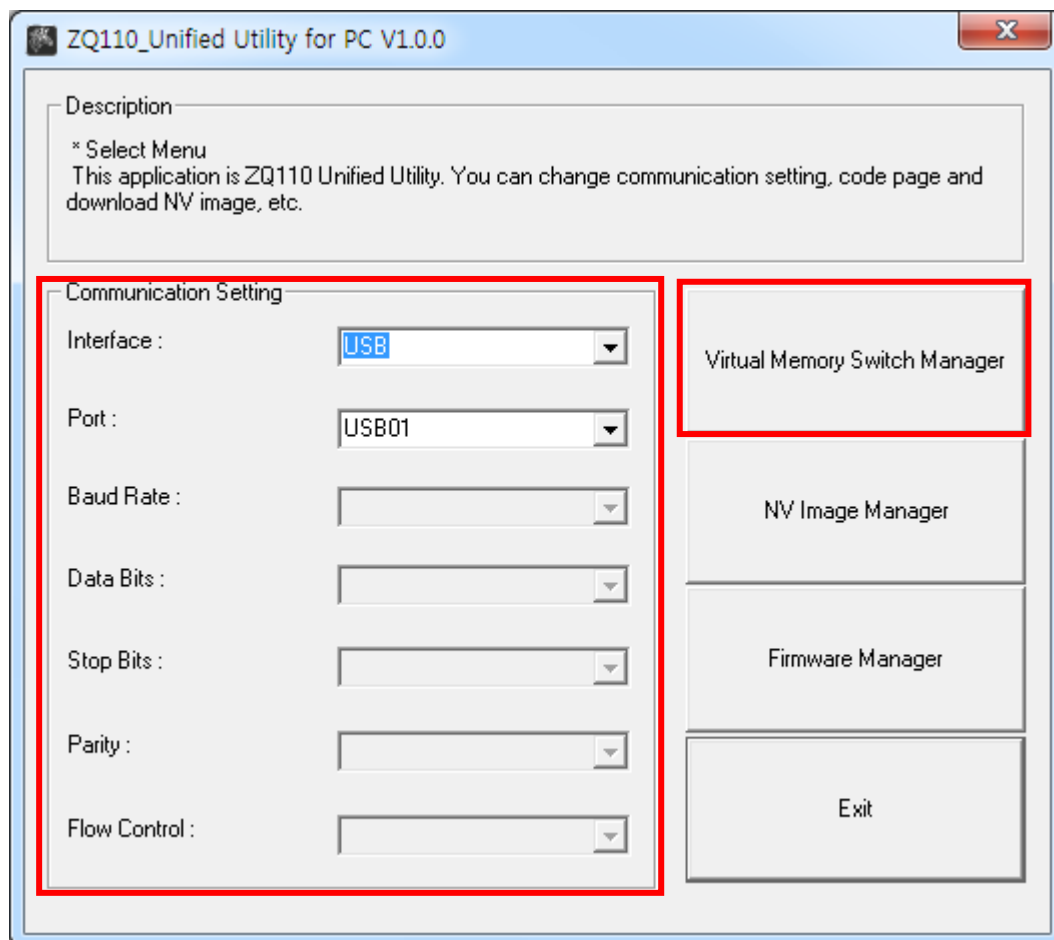 ZQ110_Unified Utility for PC V1.0.0
Description
* Select Menu
This application is ZQ110 Unified Utility. You can change communication setting, code page and
download NV image, etc.
Communication Setting
Interface :
USB
Port :
USB01
Baud Rate :
Data Bits :
Stop Bits :
Parity :
Flow Control :
Virtual Memory Switch Manager
NV Image Manager
Firmware Manager
Exit